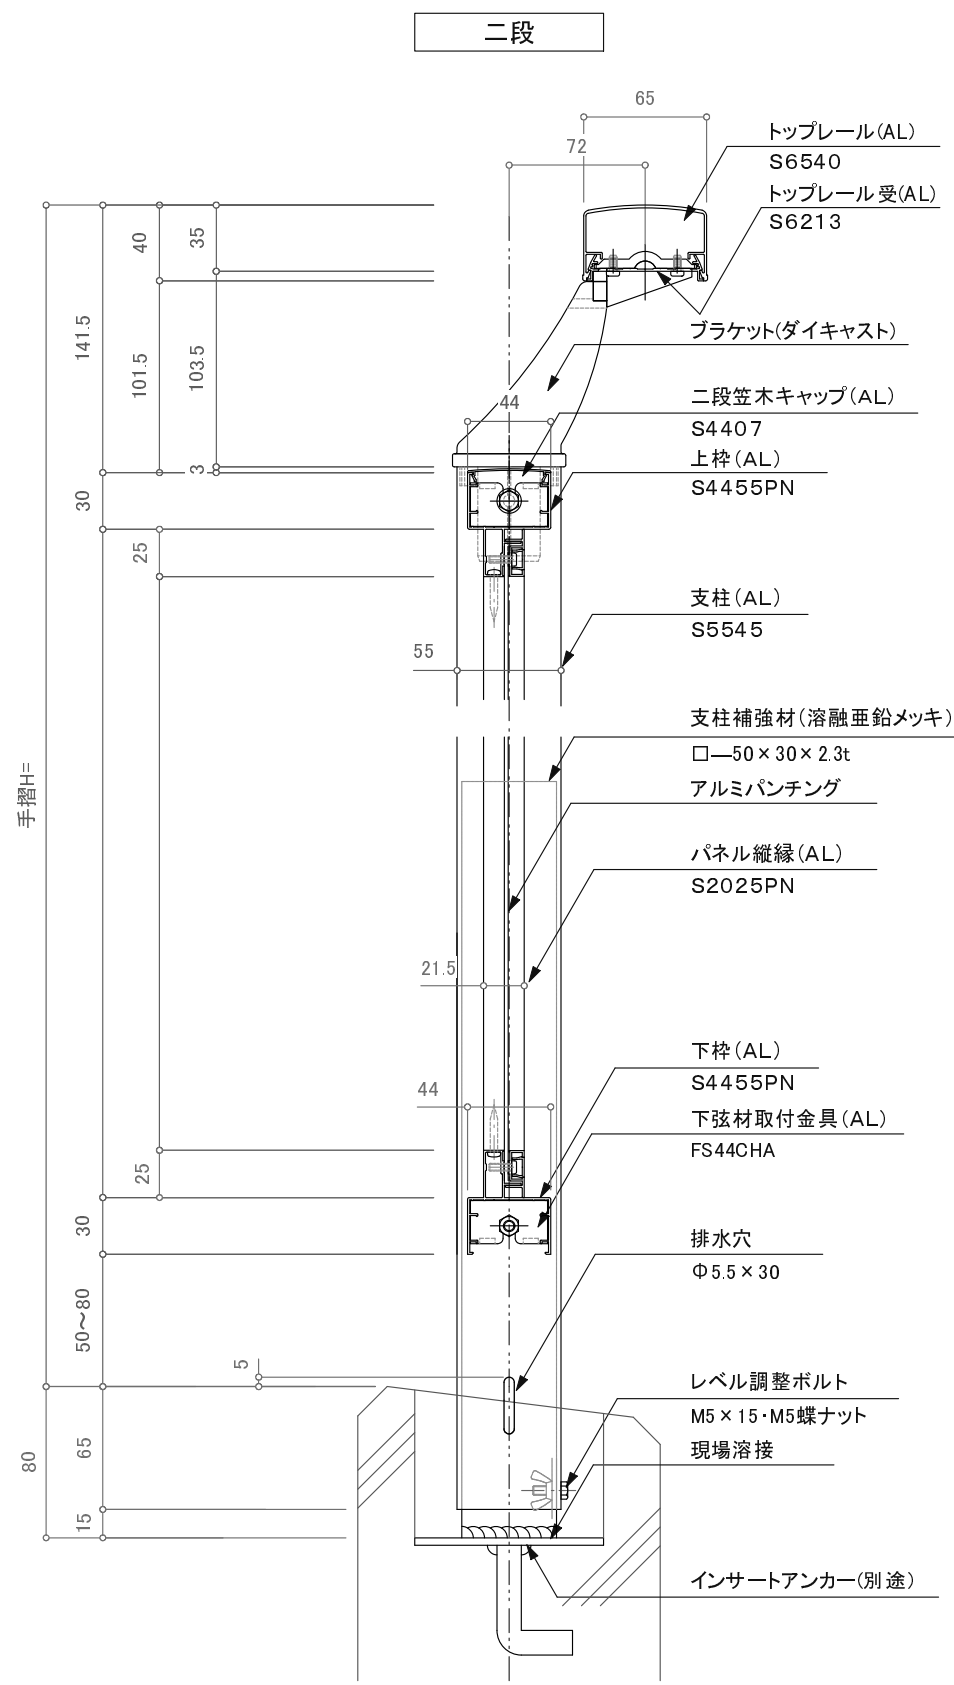 二段
65
72
トップレール(AL)
S6540
トップレール受(AL)
S6213
40
35
141.5
101.5
103.5
3
30
25
ブラケット(ダイキャスト)
44
二段笠木キャップ(AL)
S4407
上枠(AL)
S4455PN
支柱(AL)
S5545
55
支柱補強材(溶融亜鉛メッキ)
□―50×30×2.3t
アルミパンチング
手摺H=
パネル縦縁(AL)
S2025PN
21.5
下枠(AL)
S4455PN
44
下弦材取付金具(AL)
FS44CHA
25
30
排水穴
Φ5.5×30
50～80
5
レベル調整ボルト
M5×15・M5蝶ナット
現場溶接
80
65
15
インサートアンカー(別途)